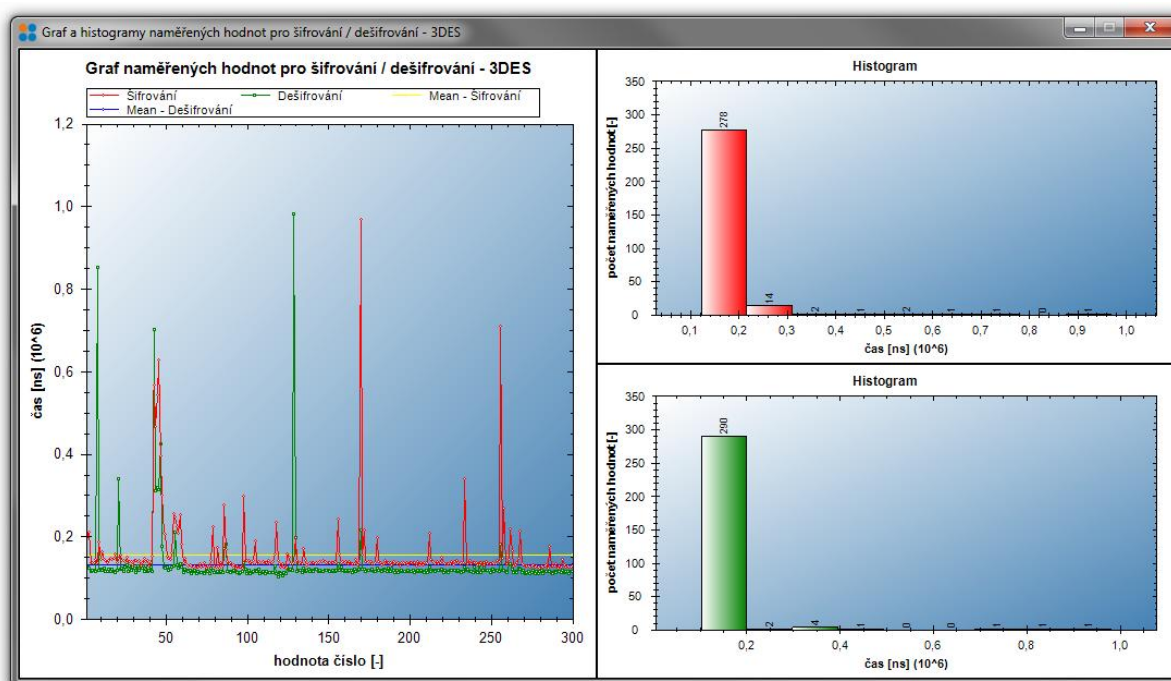 Graf a histogramy naměřených hodnot pro šifrování / dešifrování - 3DES
Graf naměřených hodnot pro šifrování / dešifrování - 3DES
Šifrování Dešifrování Mean - Šifrování
Mean - Dešifrování
1,2
1,0
0,8
0,6
0,4
0,2
0,0
čas [ns] (10^6)
50 100 150 200 250 300
hodnota číslo [-]
Histogram
350
300
250
200
150
100
50
0
počet naměřených hodnot [-]
278 14 2 1 2 1 1 0 1
0,1 0,2 0,3 0,4 0,5 0,6 0,7 0,8 0,9 1,0
čas [ns] (10^6)
Histogram
350
300
250
200
150
100
50
0
počet naměřených hodnot [-]
290 2 4 1 0 0 1 1 1
0,2 0,4 0,6 0,8 1,0
čas [ns] (10^6)